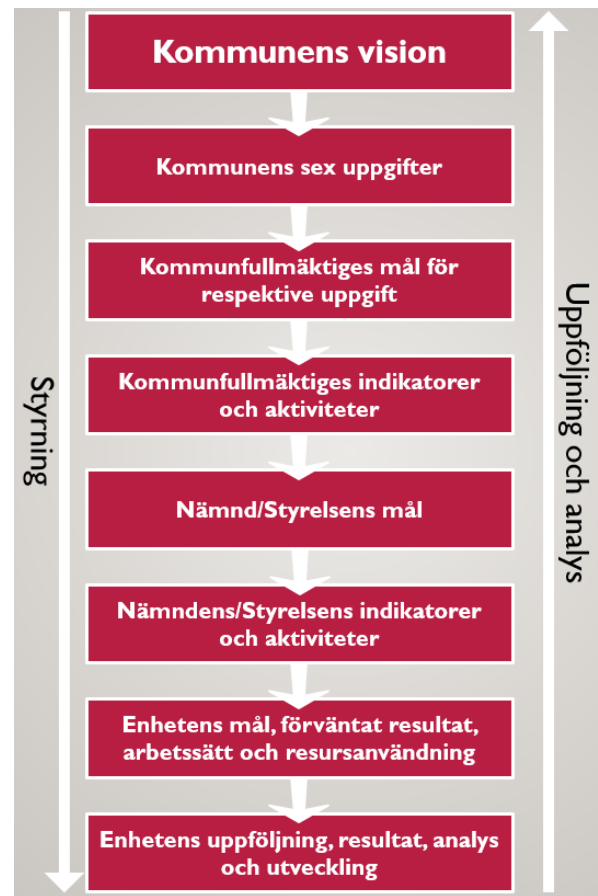 Kommunens vision
Kommunens sex uppgifter
Kommunfullmäktiges mål för
respektive uppgift
Kommunfullmäktiges indikatorer
och aktiviteter
Nämnd/Styrelsens mål
Nämndens/Styrelsens indikatorer
och aktiviteter
Enhetens mål, förväntat resultat,
arbetssätt och resursanvändning
Enhetens uppföljning, resultat, analys
och utveckling
Styrning
Uppföljning och analys